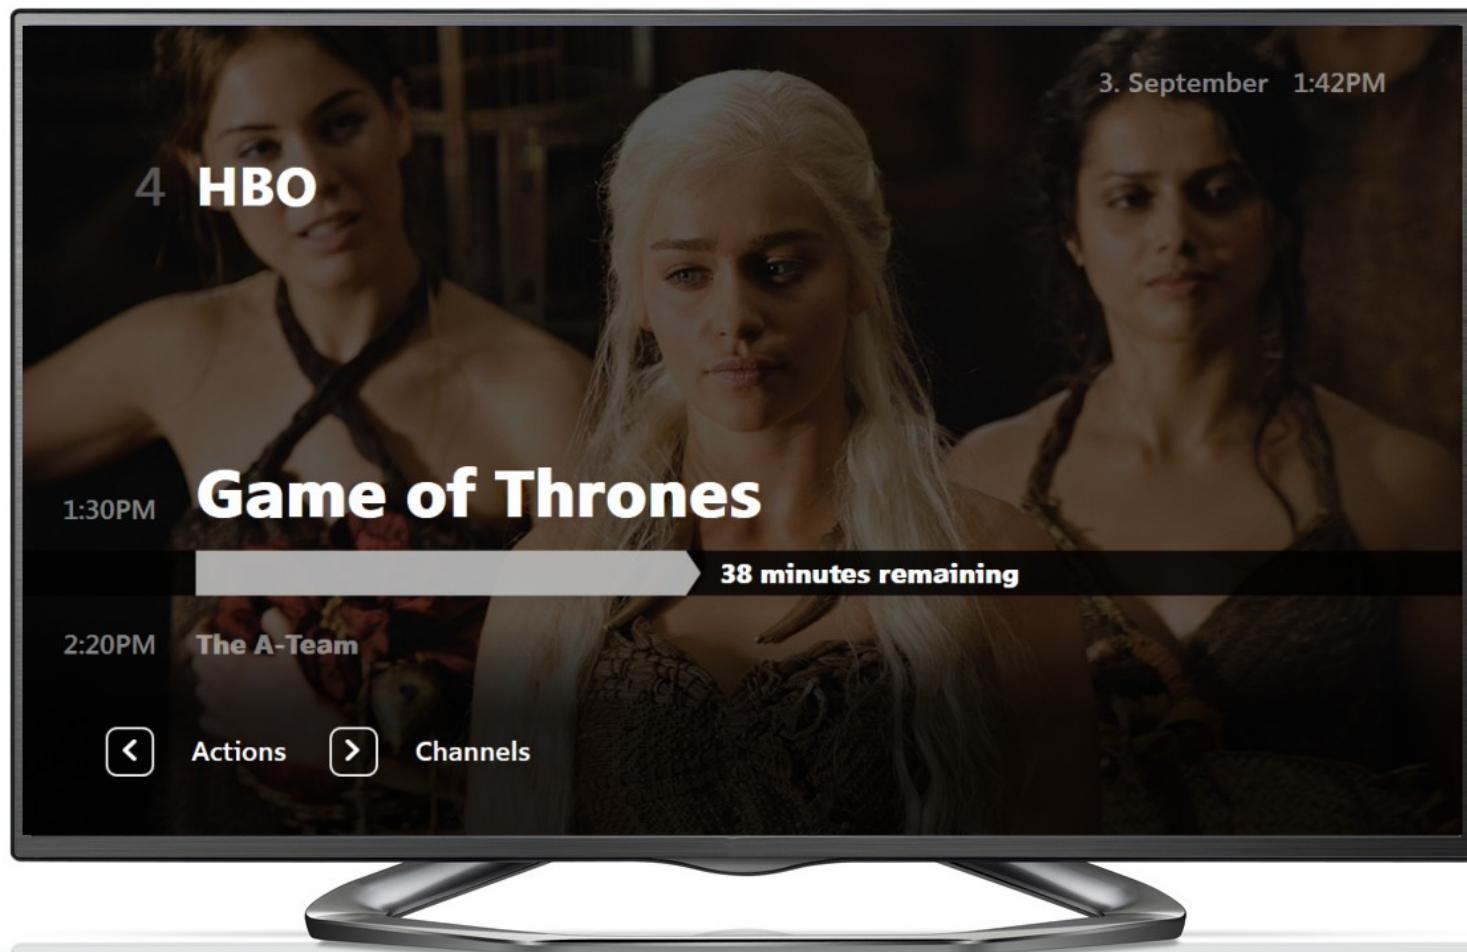 3. September 1:42PM
4 HBO
1:30PM Game of Thrones
38 minutes remaining
2:20PM The A-Team
< Actions > Channels